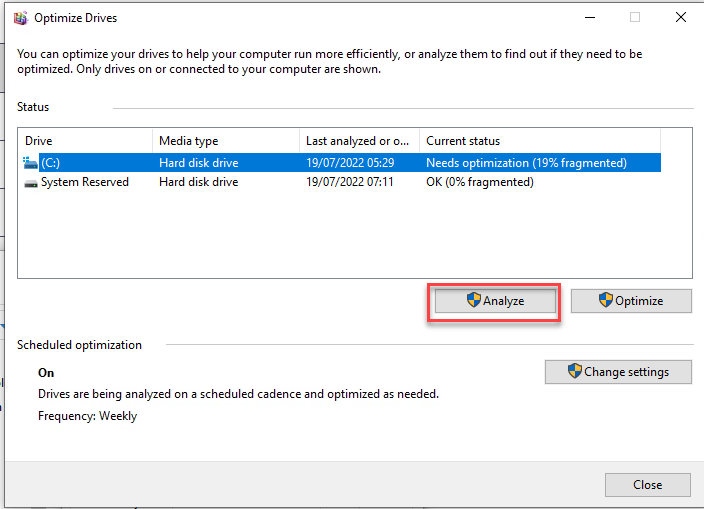 Optimize Drives
You can optimize your drives to help your computer run more efficiently, or analyze them to find out if they need to be
optimized. Only drives on or connected to your computer are shown.
Status
Drive Media type Last analyzed or o... Current status
(C:) Hard disk drive 19/07/2022 05:29 Needs optimization (19% fragmented)
System Reserved Hard disk drive 19/07/2022 07:11 OK (0% fragmented)
Analyze Optimize
Scheduled optimization
On Change settings
Drives are being analyzed on a scheduled cadence and optimized as needed.
Frequency: Weekly
Close